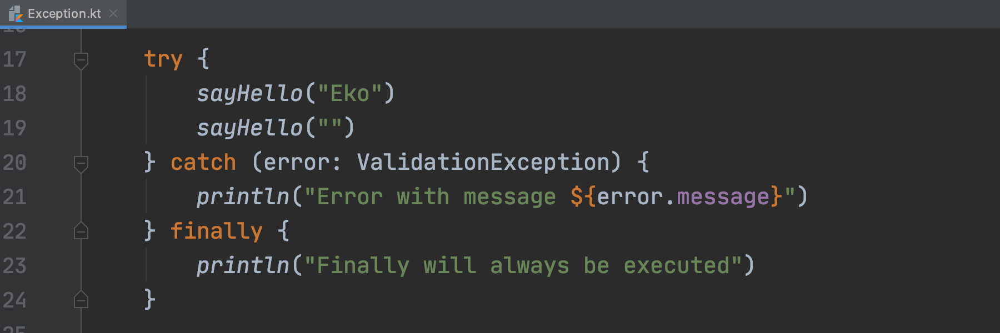 Exception.kt
17 try {
18 sayHello("Eko")
19 sayHello("")
20 } catch (error: ValidationException) {
21 println("Error with message ${error.message}")
22 } finally {
23 println("Finally will always be executed")
24 }